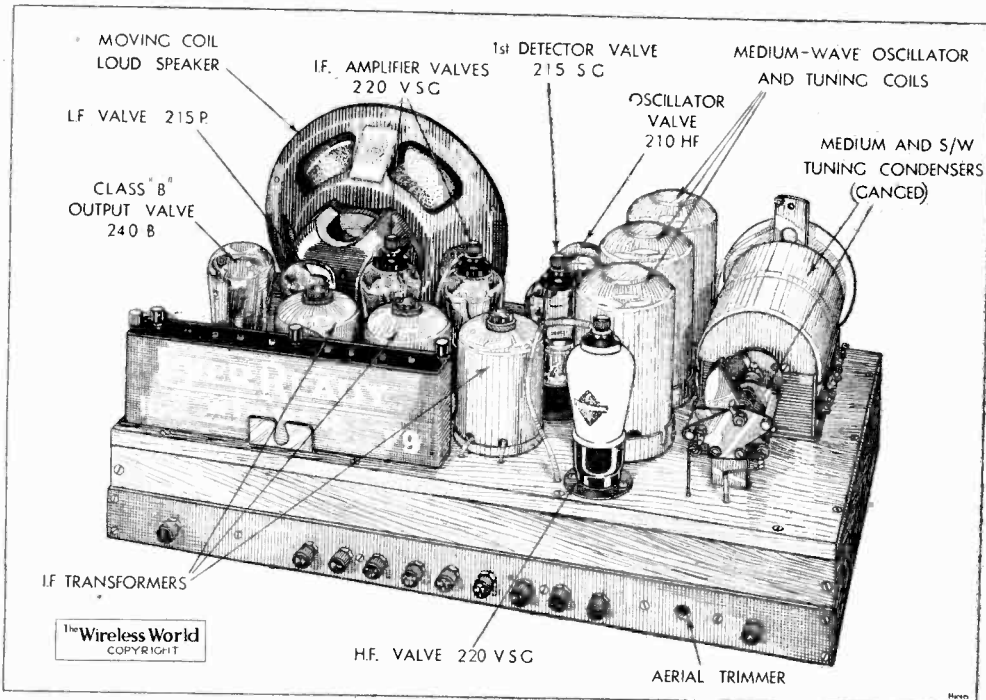 MOVING COIL
LOUD SPEAKER
I.F. AMPLIFIER VALVES
220 VSG
1st DETECTOR VALVE
215 SG
MEDIUM-WAVE OSCILLATOR
AND TUNING COILS
L.F VALVE 215 P.
OSCILLATOR
VALVE
210 HF
MEDIUM AND S/W
TUNING CONDENSERS
(GANGED)
CLASS "B"
OUTPUT VALVE
240 B
9
I.F TRANSFORMERS
The Wireless World
COPYRIGHT
H.F. VALVE 220 VSG
AERIAL TRIMMER